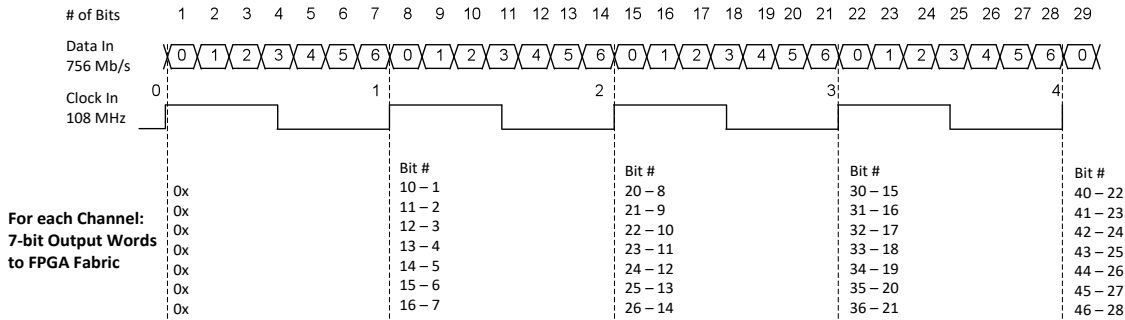 # of Bits 1 2 3 4 5 6 7 8 9 10 11 12 13 14 15 16 17 18 19 20 21 22 23 24 25 26 27 28 29
Data In
756 Mb/s
0 1 2 3 4 5 6 0 1 2 3 4 5 6 0 1 2 3 4 5 6 0 1 2 3 4 5 6 0
Clock In
108 MHz
0 1 2 3 4
For each Channel:
7-bit Output Words
to FPGA Fabric
0x
0x
0x
0x
0x
0x
0x
Bit #
10 – 1
11 – 2
12 – 3
13 – 4
14 – 5
15 – 6
16 – 7
Bit #
20 – 8
21 – 9
22 – 10
23 – 11
24 – 12
25 – 13
26 – 14
Bit #
30 – 15
31 – 16
32 – 17
33 – 18
34 – 19
35 – 20
36 – 21
Bit #
40 – 22
41 – 23
42 – 24
43 – 25
44 – 26
45 – 27
46 – 28